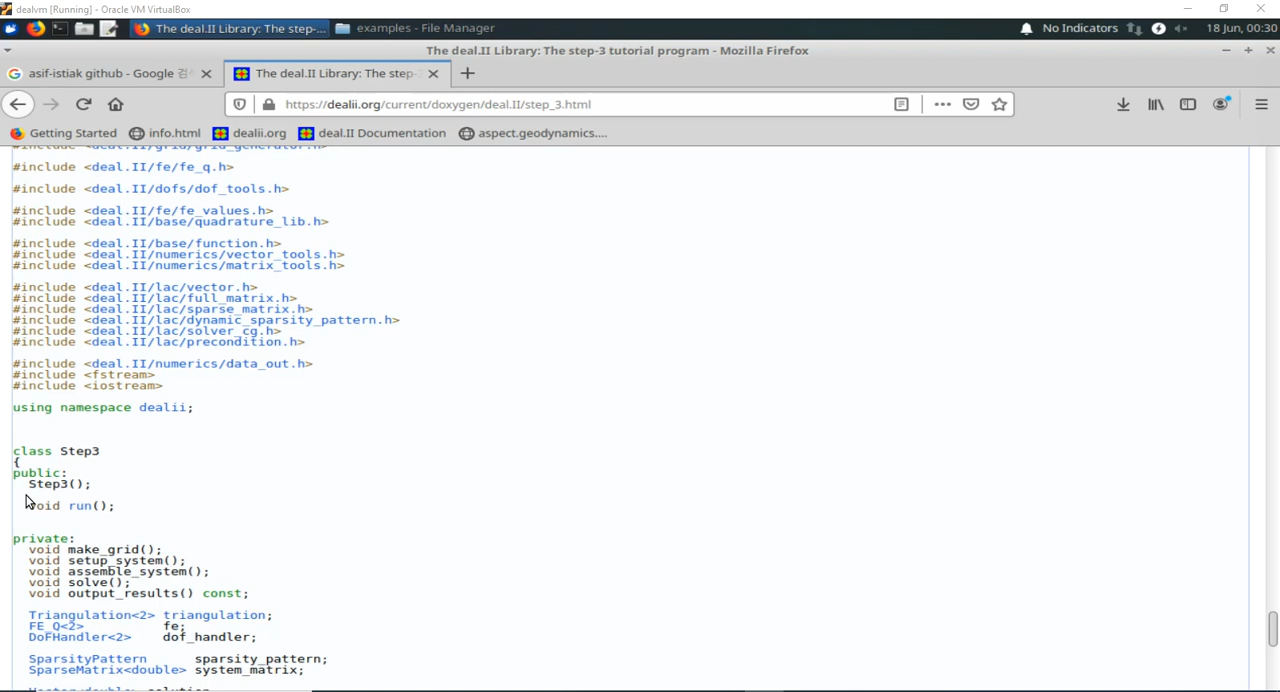 dealvm [Running] - Oracle VM VirtualBox
The deal.II Library: The step-... examples - File Manager No Indicators 18 Jun, 00:30
The deal.II Library: The step-3 tutorial program - Mozilla Firefox
asif-istiak github - Google 검 The deal.II Library: The step-
https://dealii.org/current/doxygen/deal.II/step_3.html
Getting Started info.html dealii.org deal.II Documentation aspect.geodynamics....
#include <deal.II/grid/grid_generator.h>
#include <deal.II/fe/fe_q.h>
#include <deal.II/dofs/dof_tools.h>
#include <deal.II/fe/fe_values.h>
#include <deal.II/base/quadrature_lib.h>
#include <deal.II/base/function.h>
#include <deal.II/numerics/vector_tools.h>
#include <deal.II/numerics/matrix_tools.h>
#include <deal.II/lac/vector.h>
#include <deal.II/lac/full_matrix.h>
#include <deal.II/lac/sparse_matrix.h>
#include <deal.II/lac/dynamic_sparsity_pattern.h>
#include <deal.II/lac/solver_cg.h>
#include <deal.II/lac/precondition.h>
#include <deal.II/numerics/data_out.h>
#include <fstream>
#include <iostream>
using namespace dealii;
class Step3
{
public:
Step3();
void run();
private:
void make_grid();
void setup_system();
void assemble_system();
void solve();
void output_results() const;
Triangulation<2> triangulation;
FE_Q<2> fe;
DoFHandler<2> dof_handler;
SparsityPattern sparsity_pattern;
SparseMatrix<double> system_matrix;